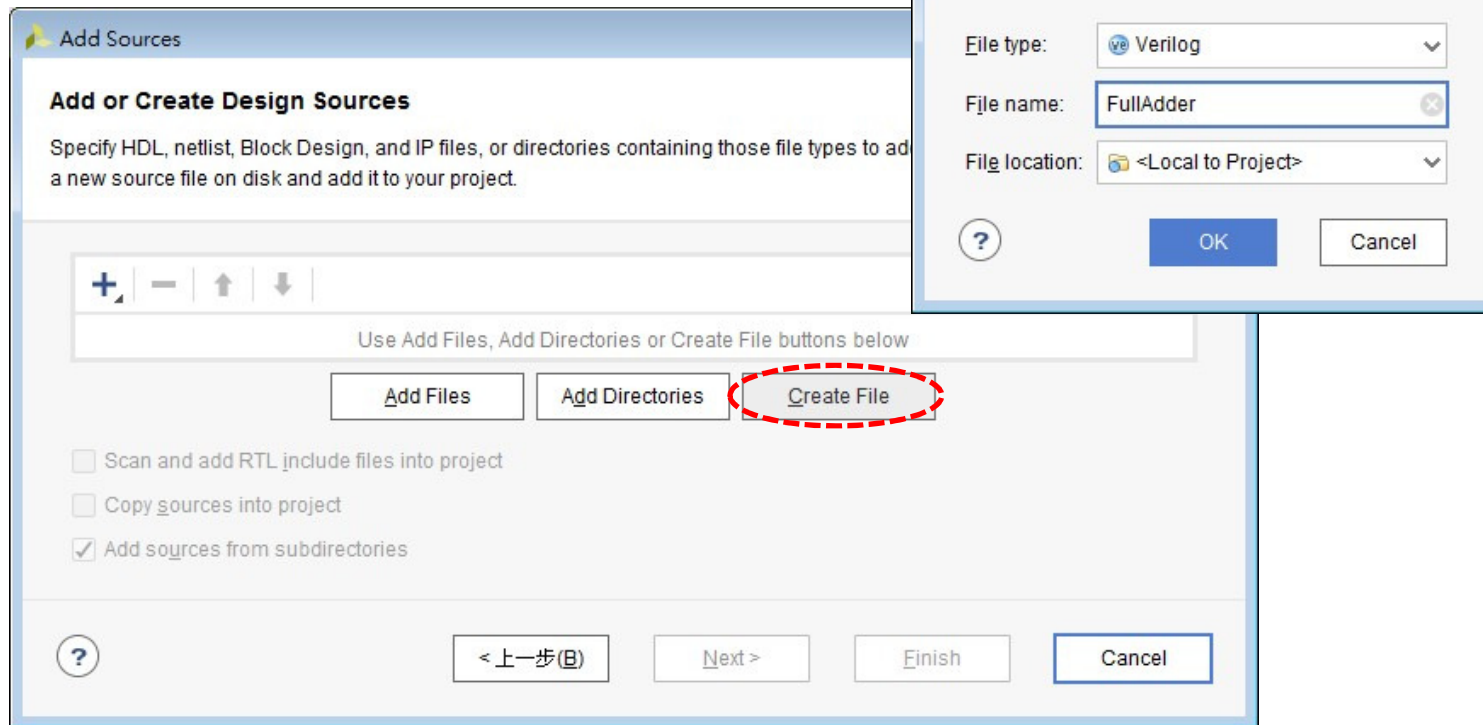 Add Sources
Add or Create Design Sources
Specify HDL, netlist, Block Design, and IP files, or directories containing those file types to
a new source file on disk and add it to your project.
Use Add Files, Add Directories or Create File buttons below
Add Files
Add Directories
Create File
Scan and add RTL include files into project
Copy sources into project
Add sources from subdirectories
?
<上一步(B)
Next >
Finish
Cancel
File type:
ve Verilog
File name:
FullAdder
File location:
<Local to Project>
?
OK
Cancel